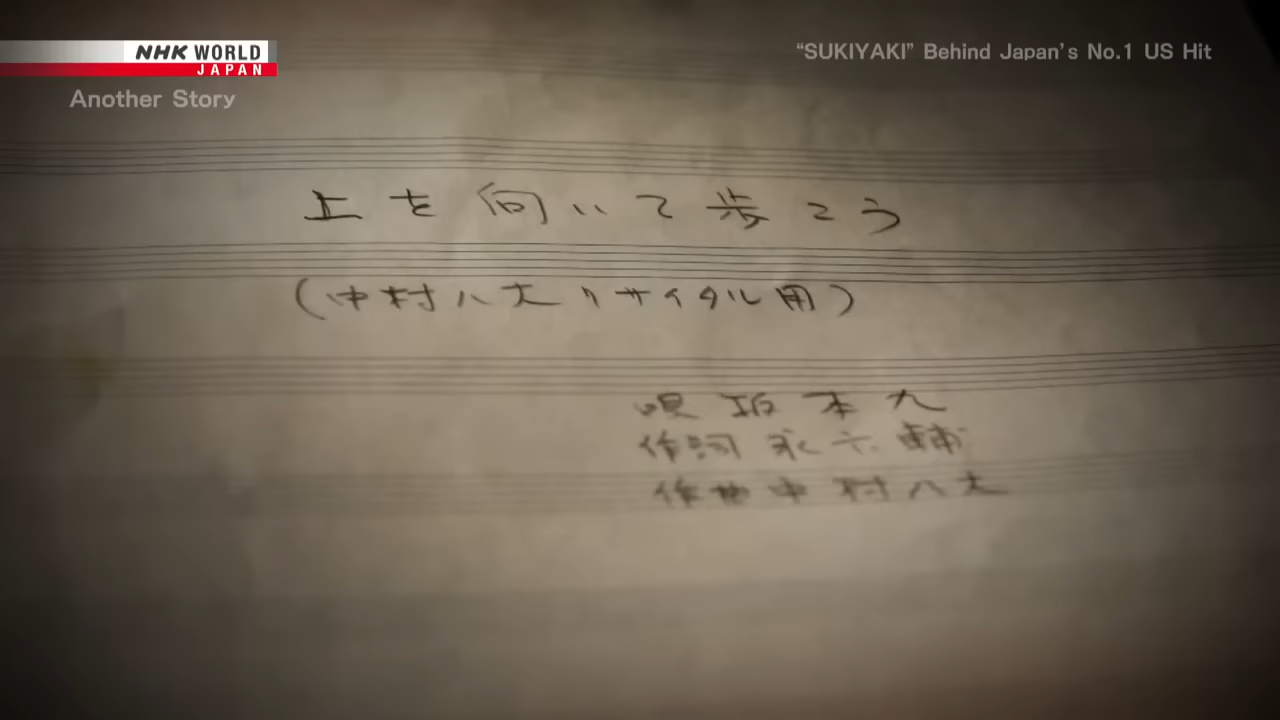 NHK WORLD
JAPAN
"SUKIYAKI" Behind Japan's No.1 US Hit
Another Story
上を向いて歩こう
(中村八大リサイタル用)
唄 坂本九
作詞 永六輔
作曲 中村八大